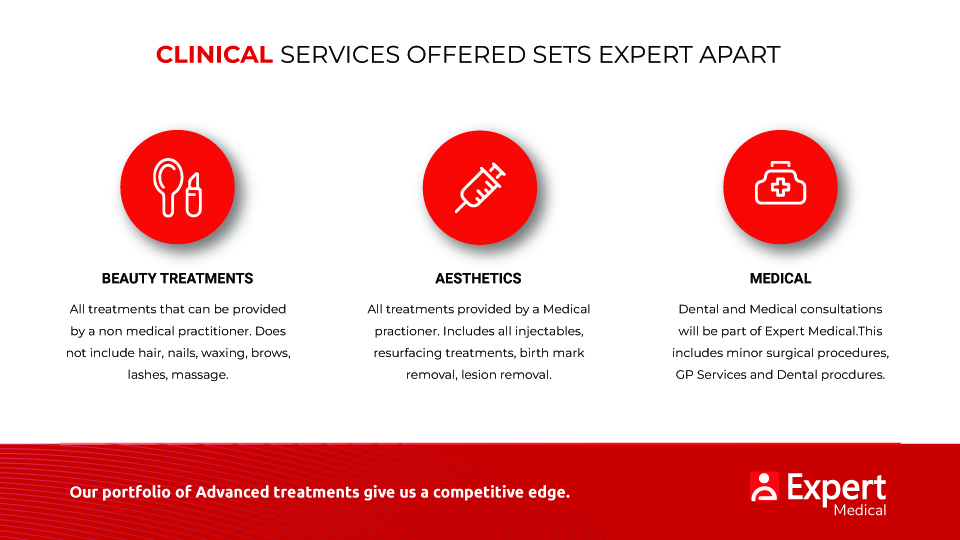 CLINICAL SERVICES OFFERED SETS EXPERT APART
BEAUTY TREATMENTS
All treatments that can be provided
by a non medical practitioner. Does
not include hair, nails, waxing, brows,
lashes, massage.
AESTHETICS
All treatments provided by a Medical
practioner. Includes all injectables,
resurfacing treatments, birth mark
removal, lesion removal.
MEDICAL
Dental and Medical consultations
will be part of Expert Medical.This
includes minor surgical procedures,
GP Services and Dental procdures.
Our portfolio of Advanced treatments give us a competitive edge.
Expert
Medical